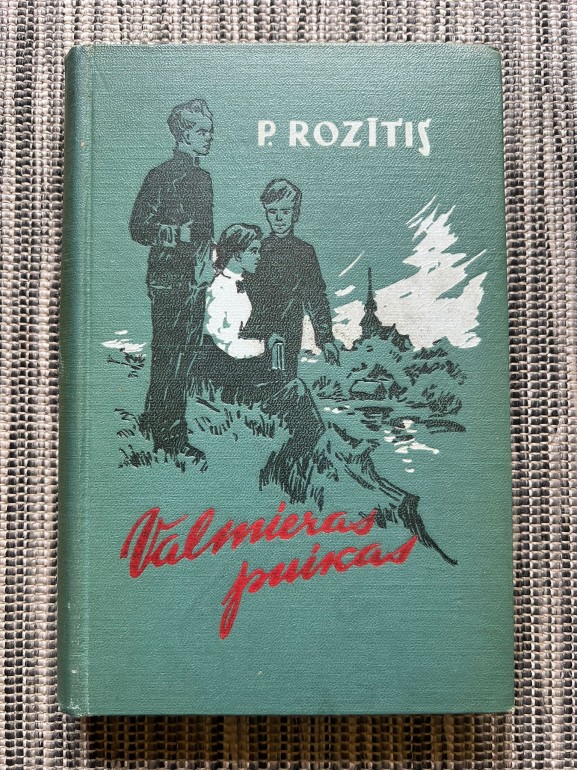 P. ROZĪTIS
Valmieras
puikas